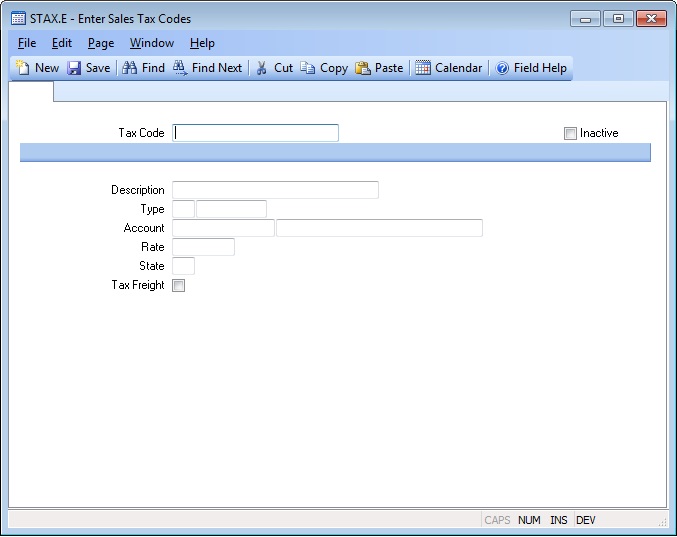 STAX.E - Enter Sales Tax Codes
File Edit Page Window Help
New Save Find Find Next Cut Copy Paste Calendar Field Help
Tax Code Inactive
Description
Type
Account
Rate
State
Tax Freight
CAPS NUM INS DEV